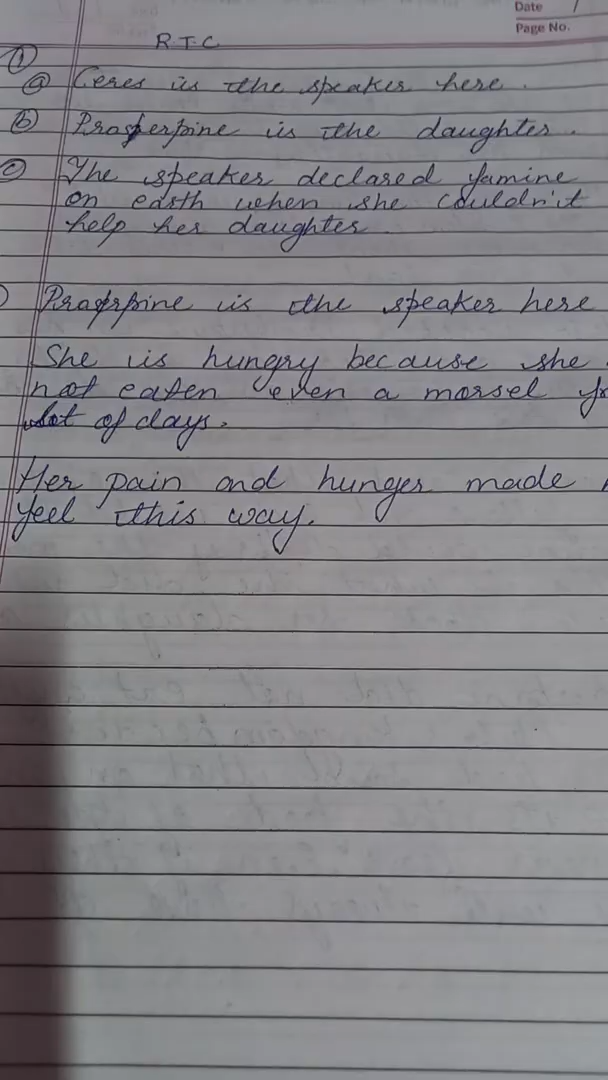 Date
Page No.
R.T.C
①
ⓐ Ceres is the speaker here.
ⓑ Proserpine is the daughter.
ⓒ The speaker declared famine
on earth when she couldn't
help her daughter.
Proserpine is the speaker here
She is hungry because she
not eaten even a morsel
lot of days.
Her pain and hunger made
feel this way.